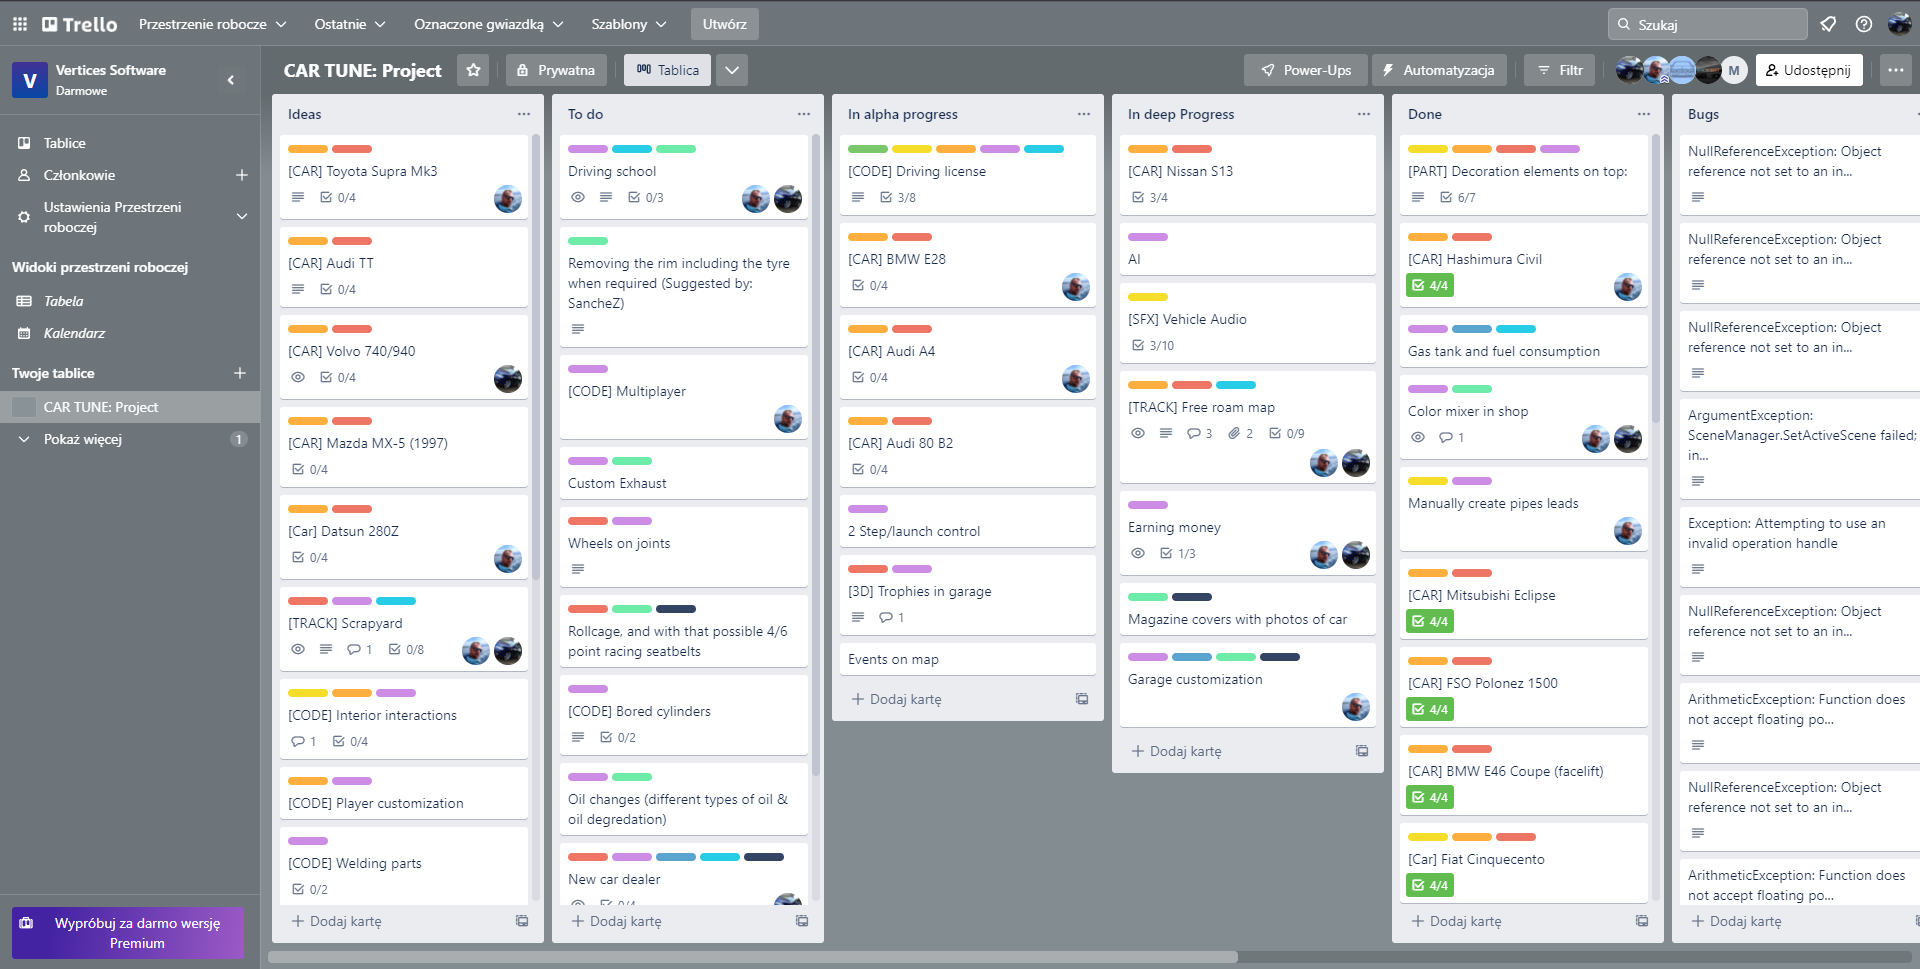 Trello
Przestrzenie robocze
Ostatnie
Oznaczone gwiazdką
Szablony
Utwórz
Szukaj
V
Vertices Software
Darmowe
CAR TUNE: Project
Prywatna
Tablica
Power-Ups
Automatyzacja
Filtr
M
Udostępnij
Tablice
Członkowie
Ustawienia Przestrzeni
roboczej
Widoki przestrzeni roboczej
Tabela
Kalendarz
Twoje tablice
CAR TUNE: Project
Pokaż więcej
1
Wypróbuj za darmo wersję
Premium
Ideas
[CAR] Toyota Supra Mk3
0/4
[CAR] Audi TT
0/4
[CAR] Volvo 740/940
0/4
[CAR] Mazda MX-5 (1997)
0/4
[Car] Datsun 280Z
0/4
[TRACK] Scrapyard
1 0/8
[CODE] Interior interactions
1 0/4
[CODE] Player customization
[CODE] Welding parts
0/2
+ Dodaj kartę
To do
Driving school
0/3
Removing the rim including the tyre
when required (Suggested by:
SancheZ)
[CODE] Multiplayer
Custom Exhaust
Wheels on joints
Rollcage, and with that possible 4/6
point racing seatbelts
[CODE] Bored cylinders
0/2
Oil changes (different types of oil &
oil degredation)
New car dealer
0/4
+ Dodaj kartę
In alpha progress
[CODE] Driving license
3/8
[CAR] BMW E28
0/4
[CAR] Audi A4
0/4
[CAR] Audi 80 B2
0/4
2 Step/launch control
[3D] Trophies in garage
1
Events on map
+ Dodaj kartę
In deep Progress
[CAR] Nissan S13
3/4
AI
[SFX] Vehicle Audio
3/10
[TRACK] Free roam map
3 2 0/9
Earning money
1/3
Magazine covers with photos of car
Garage customization
+ Dodaj kartę
Done
[PART] Decoration elements on top:
6/7
[CAR] Hashimura Civil
4/4
Gas tank and fuel consumption
Color mixer in shop
1
Manually create pipes leads
[CAR] Mitsubishi Eclipse
4/4
[CAR] FSO Polonez 1500
4/4
[CAR] BMW E46 Coupe (facelift)
4/4
[Car] Fiat Cinquecento
4/4
+ Dodaj kartę
Bugs
NullReferenceException: Object
reference not set to an in...
NullReferenceException: Object
reference not set to an in...
NullReferenceException: Object
reference not set to an in...
ArgumentException:
SceneManager.SetActiveScene failed;
in...
Exception: Attempting to use an
invalid operation handle
NullReferenceException: Object
reference not set to an in...
ArithmeticException: Function does
not accept floating po...
NullReferenceException: Object
reference not set to an in...
ArithmeticException: Function does
not accept floating po...
+ Dodaj kartę